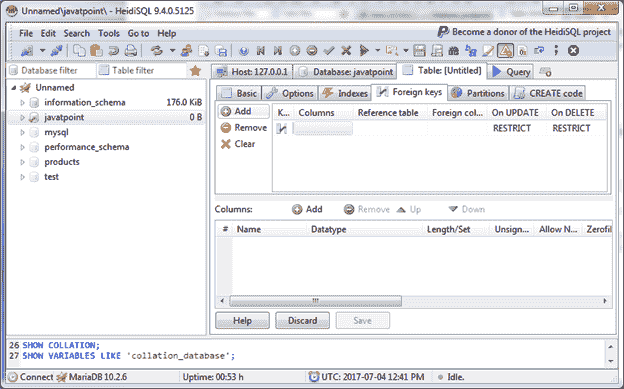 Unnamed\javatpoint\ - HeidiSQL 9.4.0.5125
File Edit Search Tools Go to Help
Become a donor of the HeidiSQL project
Database filter Table filter
Host: 127.0.0.1 Database: javatpoint Table: [Untitled] Query
Unnamed
information_schema 176.0 KiB
javatpoint 0 B
mysql
performance_schema
products
test
Basic Options Indexes Foreign keys Partitions CREATE code
Add
Remove
Clear
K... Columns Reference table Foreign col... On UPDATE On DELETE
RESTRICT RESTRICT
Columns: Add Remove Up Down
# Name Datatype Length/Set Unsign... Allow N... Zerofil
Help Discard Save
26 SHOW COLLATION;
27 SHOW VARIABLES LIKE 'collation_database';
Connect MariaDB 10.2.6 Uptime: 00:53 h UTC: 2017-07-04 12:41 PM Idle.